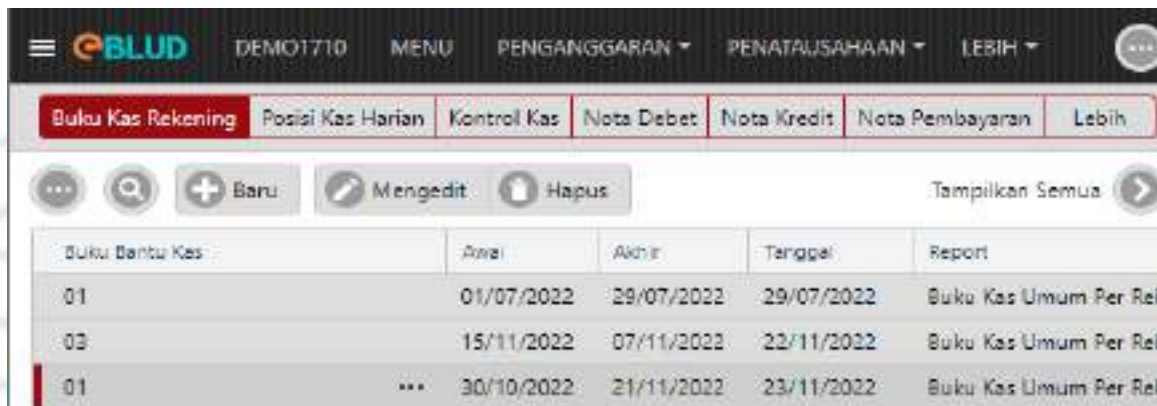 eBLUD DEMO1710 MENU PENGANGGARAN PENATAUSAHAAN LEBIH
Buku Kas Rekening Posisi Kas Harian Kontrol Kas Nota Debet Nota Kredit Nota Pembayaran Lebih
Baru Mengedit Hapus Tampilkan Semua
Buku Bantu Kas Awal Akhir Tanggal Report
01 01/07/2022 29/07/2022 29/07/2022 Buku Kas Umum Per Rei
03 15/11/2022 07/11/2022 22/11/2022 Buku Kas Umum Per Rei
01 ••• 30/10/2022 21/11/2022 23/11/2022 Buku Kas Umum Per Rei